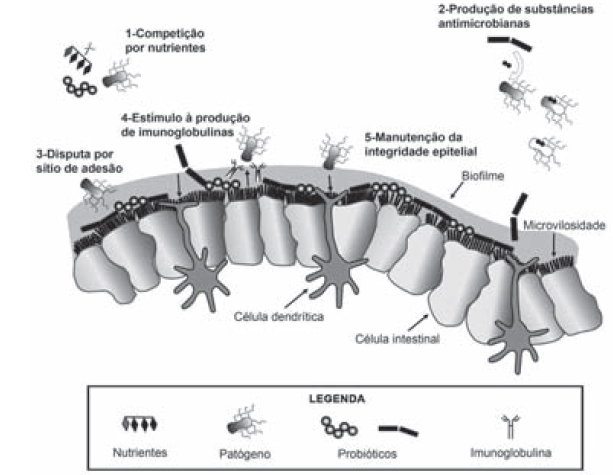 1-Competição
por nutrientes
2-Produção de substâncias
antimicrobianas
4-Estímulo à produção
de imunoglobulinas
5-Manutenção da
integridade epitelial
3-Disputa por
sítio de adesão
Biofilme
Microvilosidade
Célula dendrítica
Célula intestinal
LEGENDA
Nutrientes
Patógeno
Probióticos
Imunoglobulina